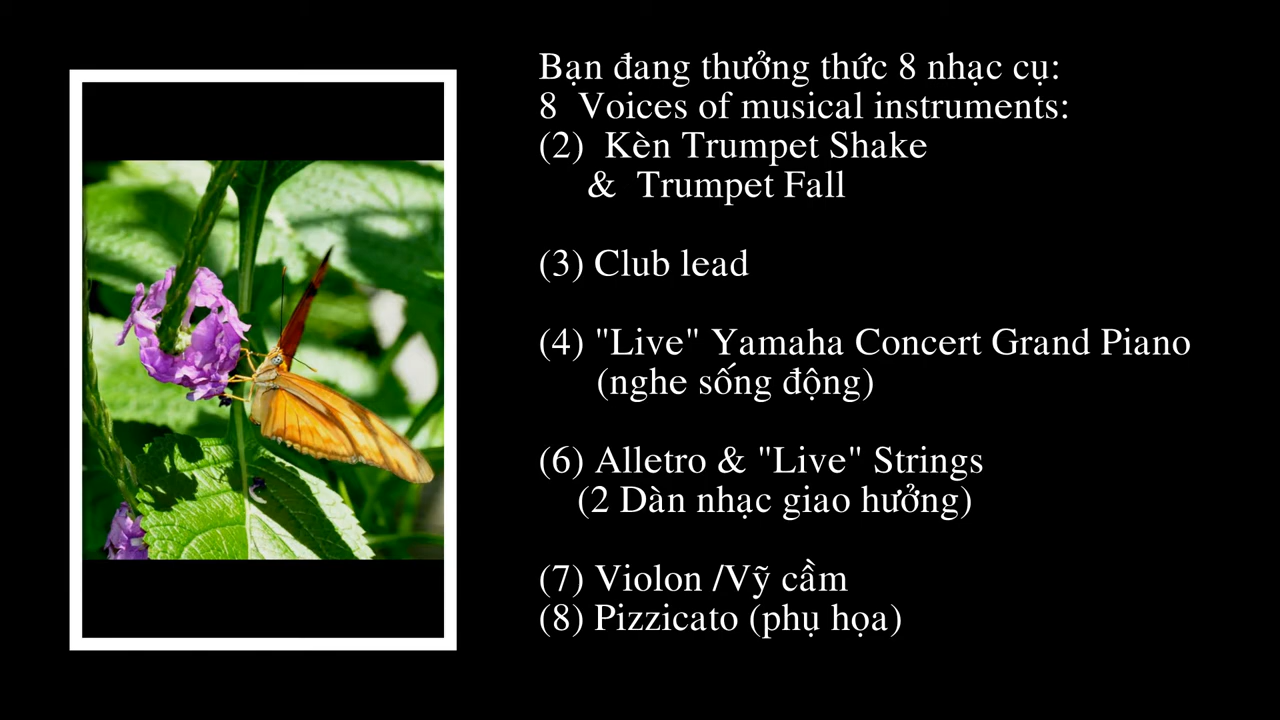 Bạn đang thưởng thức 8 nhạc cụ:
8  Voices of musical instruments:
(2)  Kèn Trumpet Shake
&  Trumpet Fall
(3) Club lead
(4) "Live" Yamaha Concert Grand Piano
(nghe sống động)
(6) Alletro & "Live" Strings
(2 Dàn nhạc giao hưởng)
(7) Violon /Vỹ cầm
(8) Pizzicato (phụ họa)